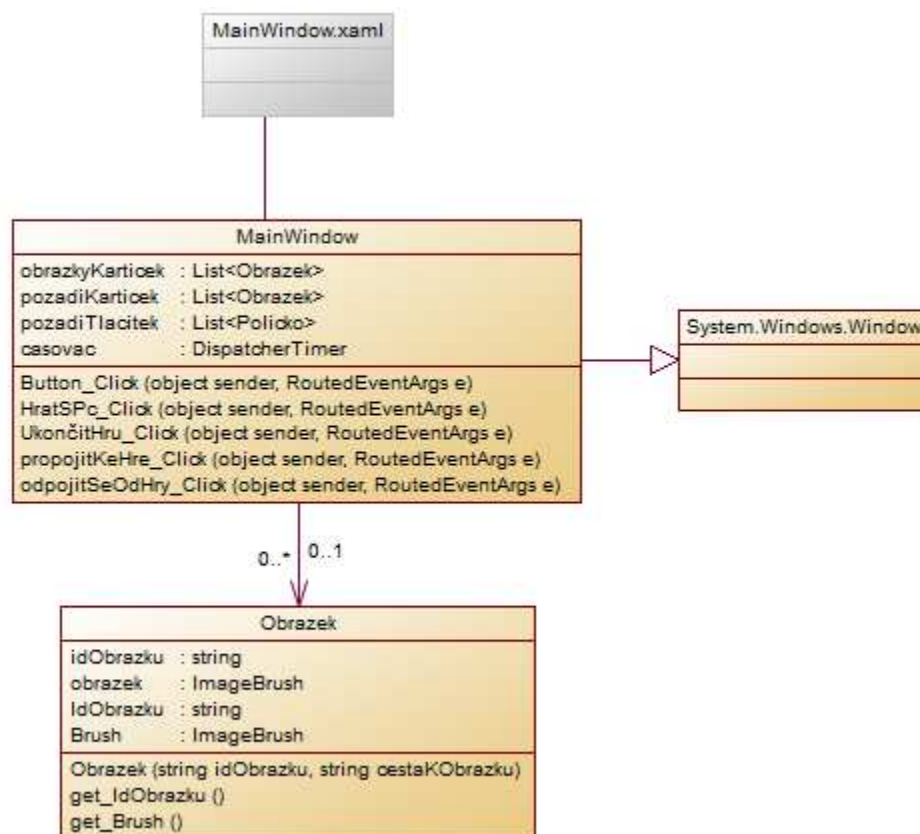 MainWindow.xaml
MainWindow
obrazkyKarticek : List<Obrazek>
pozadiKarticek : List<Obrazek>
pozadiTlacitek : List<Policko>
casovac : DispatcherTimer
Button_Click (object sender, RoutedEventArgs e)
HratSPc_Click (object sender, RoutedEventArgs e)
UkončitHru_Click (object sender, RoutedEventArgs e)
propojitKeHre_Click (object sender, RoutedEventArgs e)
odpojitSeOdHry_Click (object sender, RoutedEventArgs e)
System.Windows.Window
0..* 0..1
Obrazek
idObrazku : string
obrazek : ImageBrush
IdObrazku : string
Brush : ImageBrush
Obrazek (string idObrazku, string cestaKObrazku)
get_IdObrazku ()
get_Brush ()